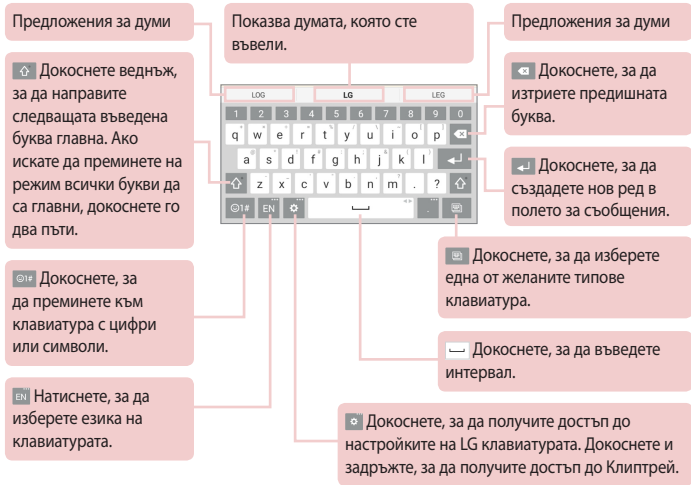 Предложения за думи
Показва думата, която сте
въвели.
Предложения за думи
Докоснете веднъж,
за да направите
следващата въведена
буква главна. Ако
искате да преминете на
режим всички букви да
са главни, докоснете го
два пъти.
Докоснете, за
да преминете към
клавиатура с цифри
или символи.
EN Натиснете, за да
изберете езика на
клавиатурата.
LOG LG LEG
1 2 3 4 5 6 7 8 9 0
q w e r t y u i o p
a s d f g h j k l
z x c v b n m . ?
1# EN .
Докоснете, за да
изтриете предишната
буква.
Докоснете, за да
създадете нов ред в
полето за съобщения.
Докоснете, за да изберете
една от желаните типове
клавиатура.
Докоснете, за да въведете
интервал.
Докоснете, за да получите достъп до
настройките на LG клавиатурата. Докоснете и
задръжте, за да получите достъп до Клиптрей.